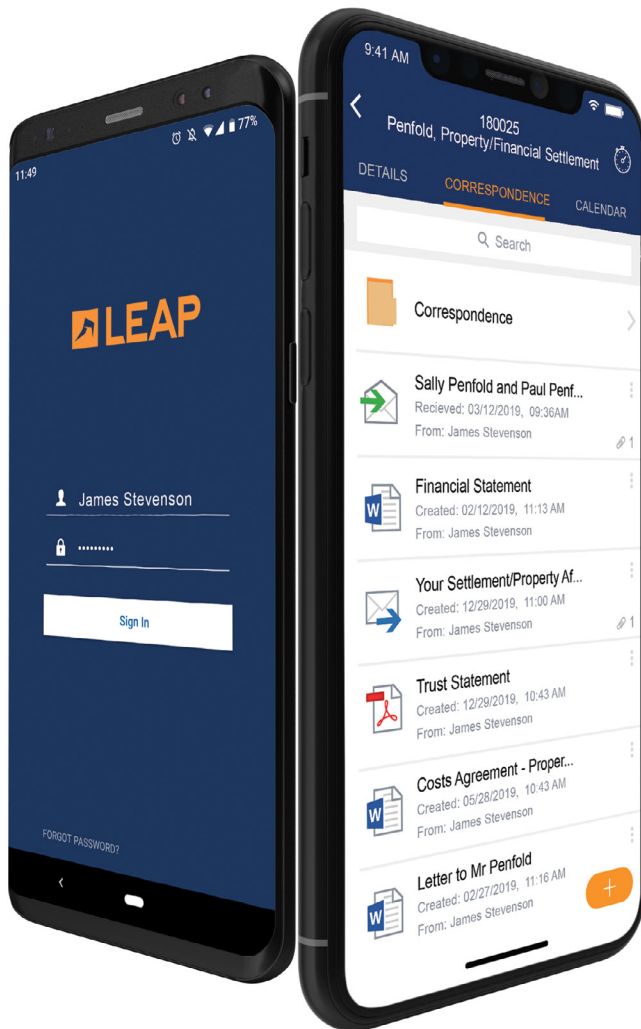 11:49
77%
LEAP
James Stevenson
•••••••••
Sign In
FORGOT PASSWORD?
9:41 AM
180025
Penfold, Property/Financial Settlement
DETAILS
CORRESPONDENCE
CALENDAR
Search
Correspondence
Sally Penfold and Paul Penf...
Recieved: 03/12/2019, 09:36AM
From: James Stevenson
1
Financial Statement
Created: 02/12/2019, 11:13 AM
From: James Stevenson
Your Settlement/Property Af...
Created: 12/29/2019, 11:00 AM
From: James Stevenson
1
Trust Statement
Created: 12/29/2019, 10:43 AM
From: James Stevenson
Costs Agreement - Proper...
Created: 05/28/2019, 10:43 AM
From: James Stevenson
Letter to Mr Penfold
Created: 02/27/2019, 11:16 AM
From: James Stevenson